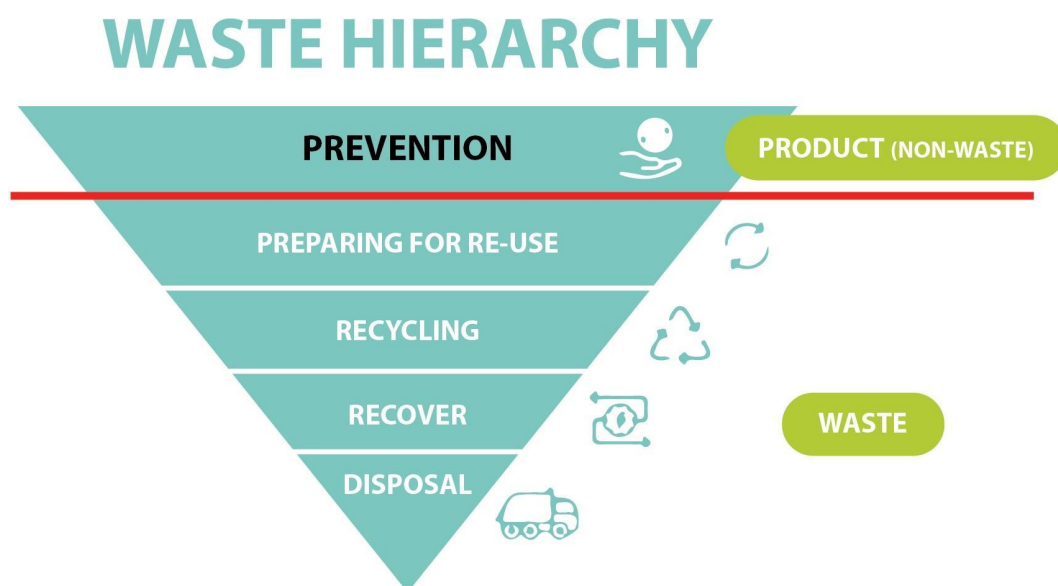 WASTE HIERARCHY
PREVENTION
PRODUCT (NON-WASTE)
PREPARING FOR RE-USE
RECYCLING
RECOVER
WASTE
DISPOSAL